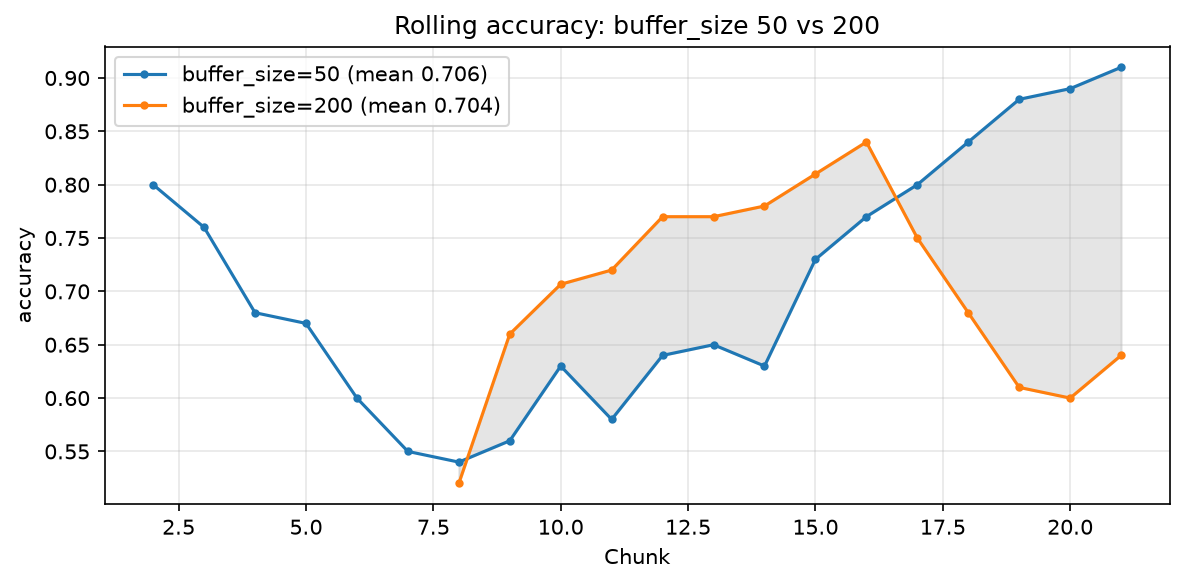 Rolling accuracy: buffer_size 50 vs 200
buffer_size=50 (mean 0.706)
buffer_size=200 (mean 0.704)
accuracy
0.90
0.85
0.80
0.75
0.70
0.65
0.60
0.55
2.5 5.0 7.5 10.0 12.5 15.0 17.5 20.0
Chunk